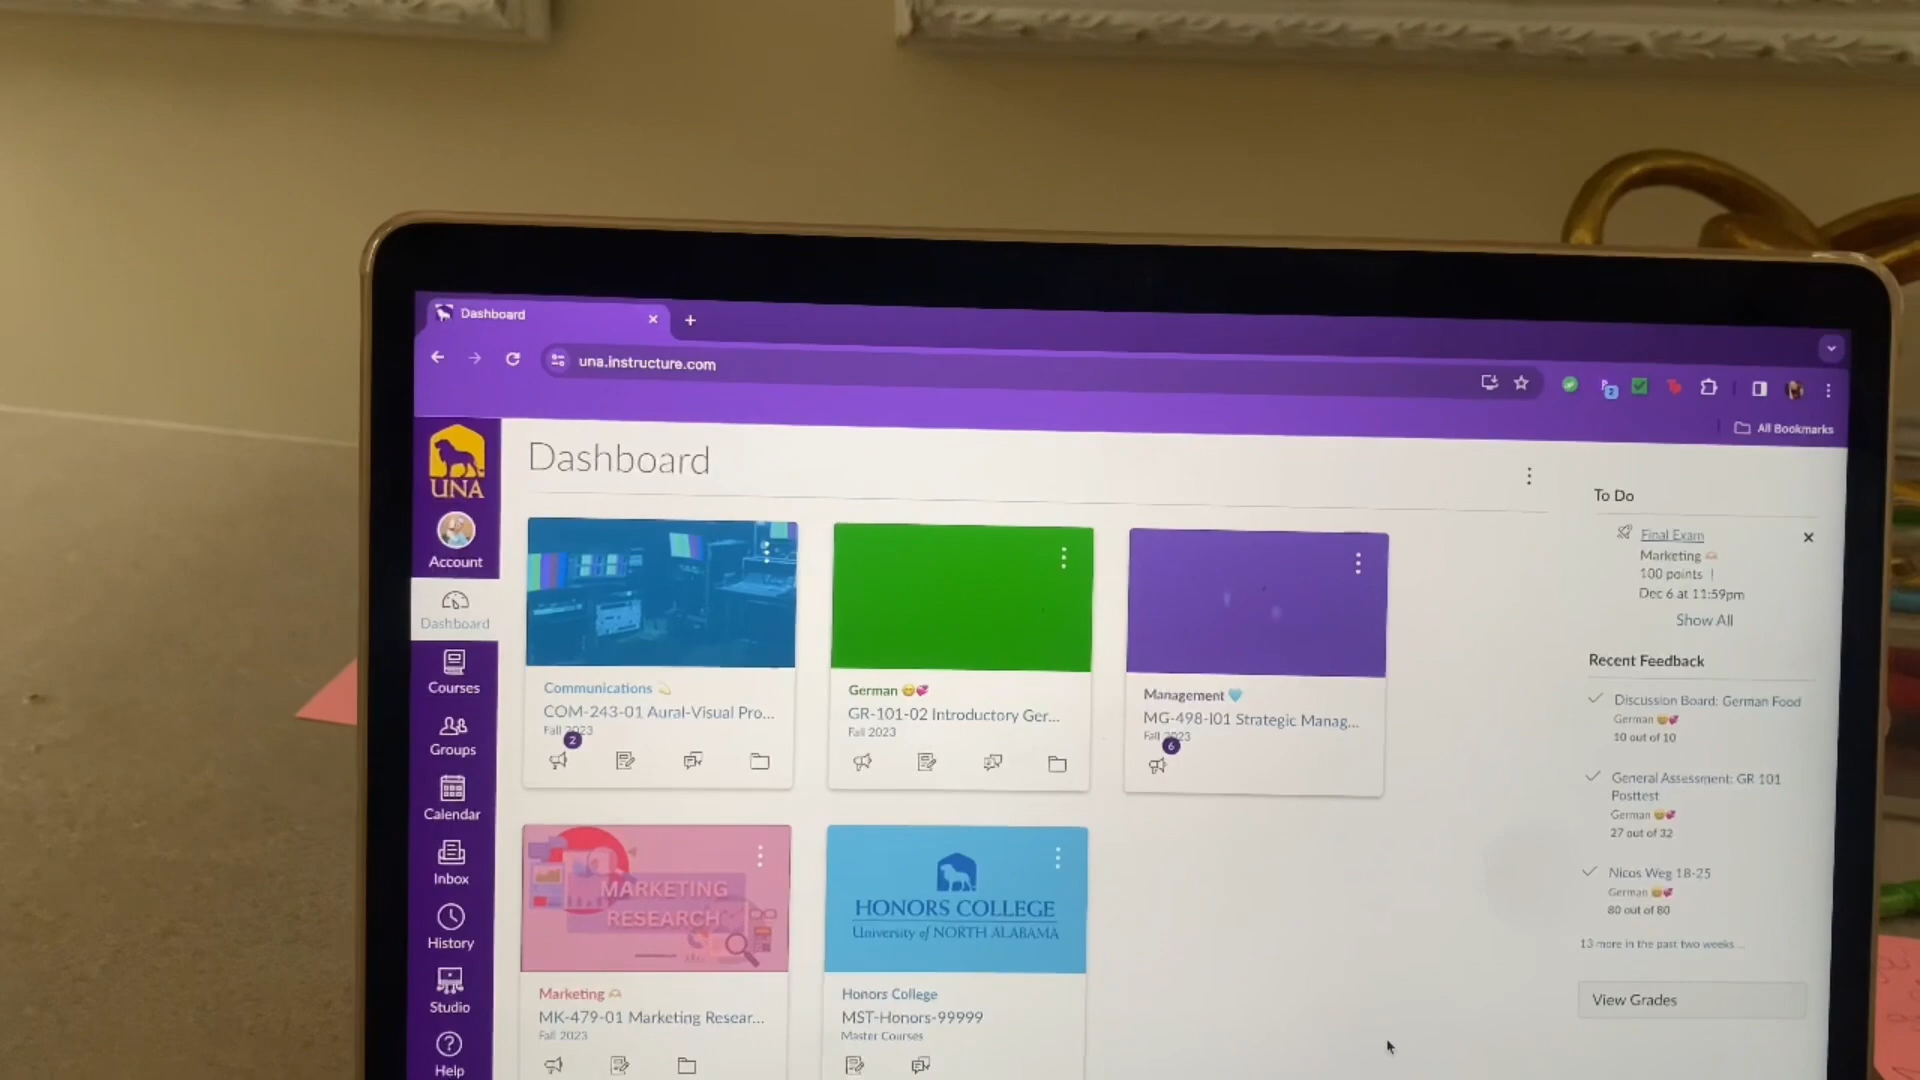 Dashboard
una.instructure.com
All Bookmarks
UNA
Account
Dashboard
Courses
Groups
Calendar
Inbox
History
Studio
Help
Dashboard
Communications 💫
COM-243-01 Aural-Visual Pro...
Fall 2023
2
German 😄💞
GR-101-02 Introductory Ger...
Fall 2023
Management 🩵
MG-498-I01 Strategic Manag...
Fall 2023
6
MARKETING
RESEARCH
Marketing 🫶🏻
MK-479-01 Marketing Resear...
Fall 2023
HONORS COLLEGE
University of NORTH ALABAMA
Honors College
MST-Honors-99999
Master Courses
To Do
Final Exam
Marketing 🫶🏻
100 points |
Dec 6 at 11:59pm
Show All
Recent Feedback
Discussion Board: German Food
German 😄💞
10 out of 10
General Assessment: GR 101
Posttest
German 😄💞
27 out of 32
Nicos Weg 18-25
German 😄💞
80 out of 80
13 more in the past two weeks...
View Grades